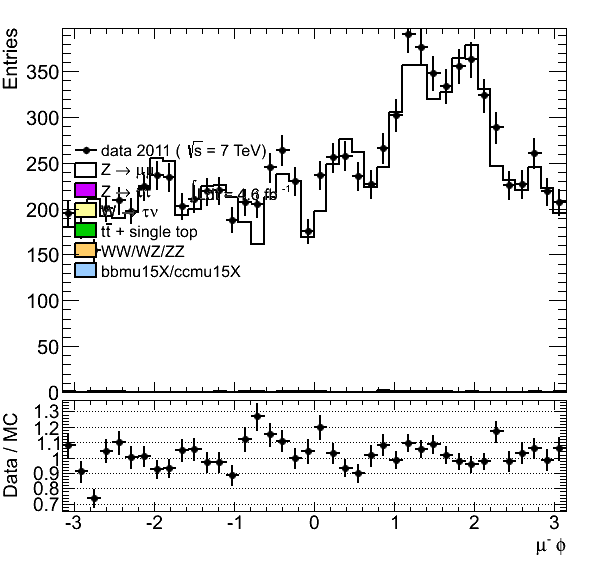 Entries
350
300
250
200
150
100
50
0
data 2011 ( √s = 7 TeV)
Z → μμ
Z → ττ
∫ 4.6 fb⁻¹
τν
tt̄ + single top
WW/WZ/ZZ
bbmu15X/ccmu15X
Data / MC
1.3
1.2
1.1
1
0.9
0.8
0.7
-3 -2 -1 0 1 2 3
μ⁻ ϕ